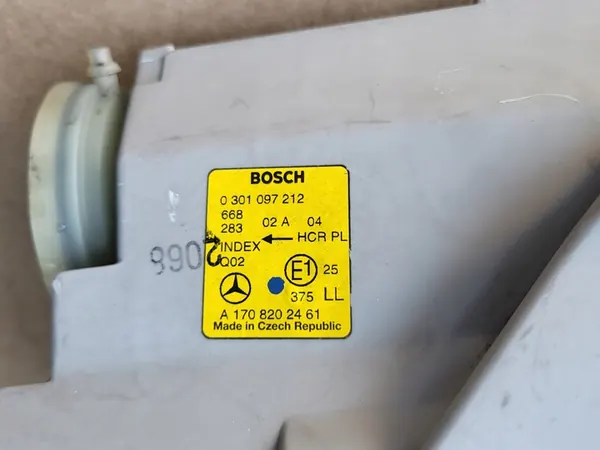 BOSCH
0 301 097 212
668
283 02 A 04
INDEX HCR PL
Q02
E1 25
375 LL
A 170 820 24 61
Made in Czech Republic